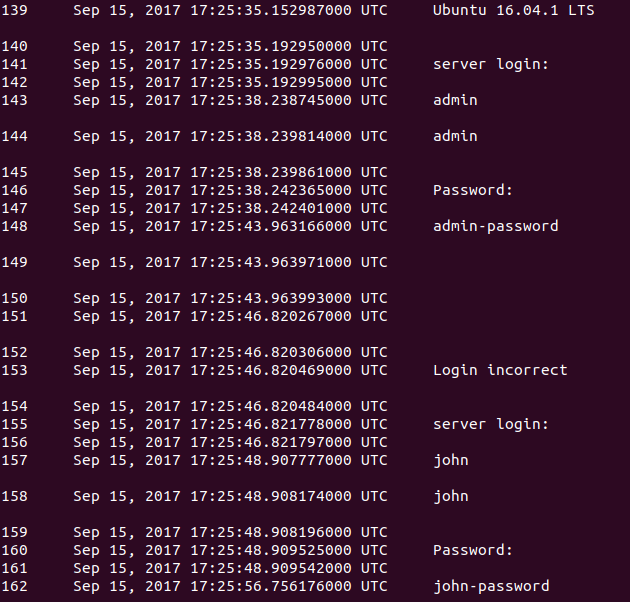 139 Sep 15, 2017 17:25:35.152987000 UTC Ubuntu 16.04.1 LTS
140 Sep 15, 2017 17:25:35.192950000 UTC
141 Sep 15, 2017 17:25:35.192976000 UTC server login:
142 Sep 15, 2017 17:25:35.192995000 UTC
143 Sep 15, 2017 17:25:38.238745000 UTC admin
144 Sep 15, 2017 17:25:38.239814000 UTC admin
145 Sep 15, 2017 17:25:38.239861000 UTC
146 Sep 15, 2017 17:25:38.242365000 UTC Password:
147 Sep 15, 2017 17:25:38.242401000 UTC
148 Sep 15, 2017 17:25:43.963166000 UTC admin-password
149 Sep 15, 2017 17:25:43.963971000 UTC
150 Sep 15, 2017 17:25:43.963993000 UTC
151 Sep 15, 2017 17:25:46.820267000 UTC
152 Sep 15, 2017 17:25:46.820306000 UTC
153 Sep 15, 2017 17:25:46.820469000 UTC Login incorrect
154 Sep 15, 2017 17:25:46.820484000 UTC
155 Sep 15, 2017 17:25:46.821778000 UTC server login:
156 Sep 15, 2017 17:25:46.821797000 UTC
157 Sep 15, 2017 17:25:48.907777000 UTC john
158 Sep 15, 2017 17:25:48.908174000 UTC john
159 Sep 15, 2017 17:25:48.908196000 UTC
160 Sep 15, 2017 17:25:48.909525000 UTC Password:
161 Sep 15, 2017 17:25:48.909542000 UTC
162 Sep 15, 2017 17:25:56.756176000 UTC john-password